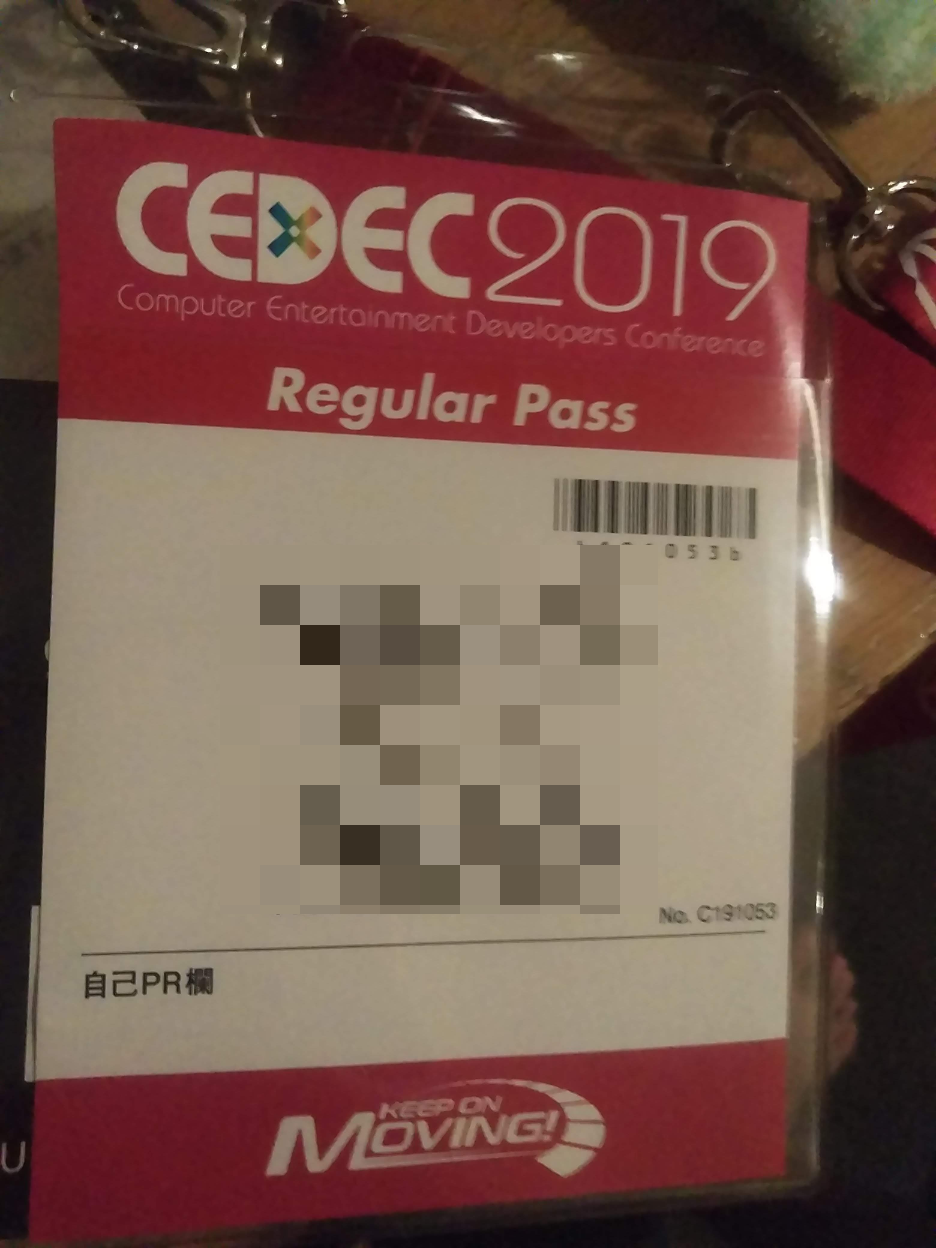 CEDEC2019
Computer Entertainment Developers Conference
Regular Pass
No. C191053
自己PR欄
KEEP ON
MOVING!
U